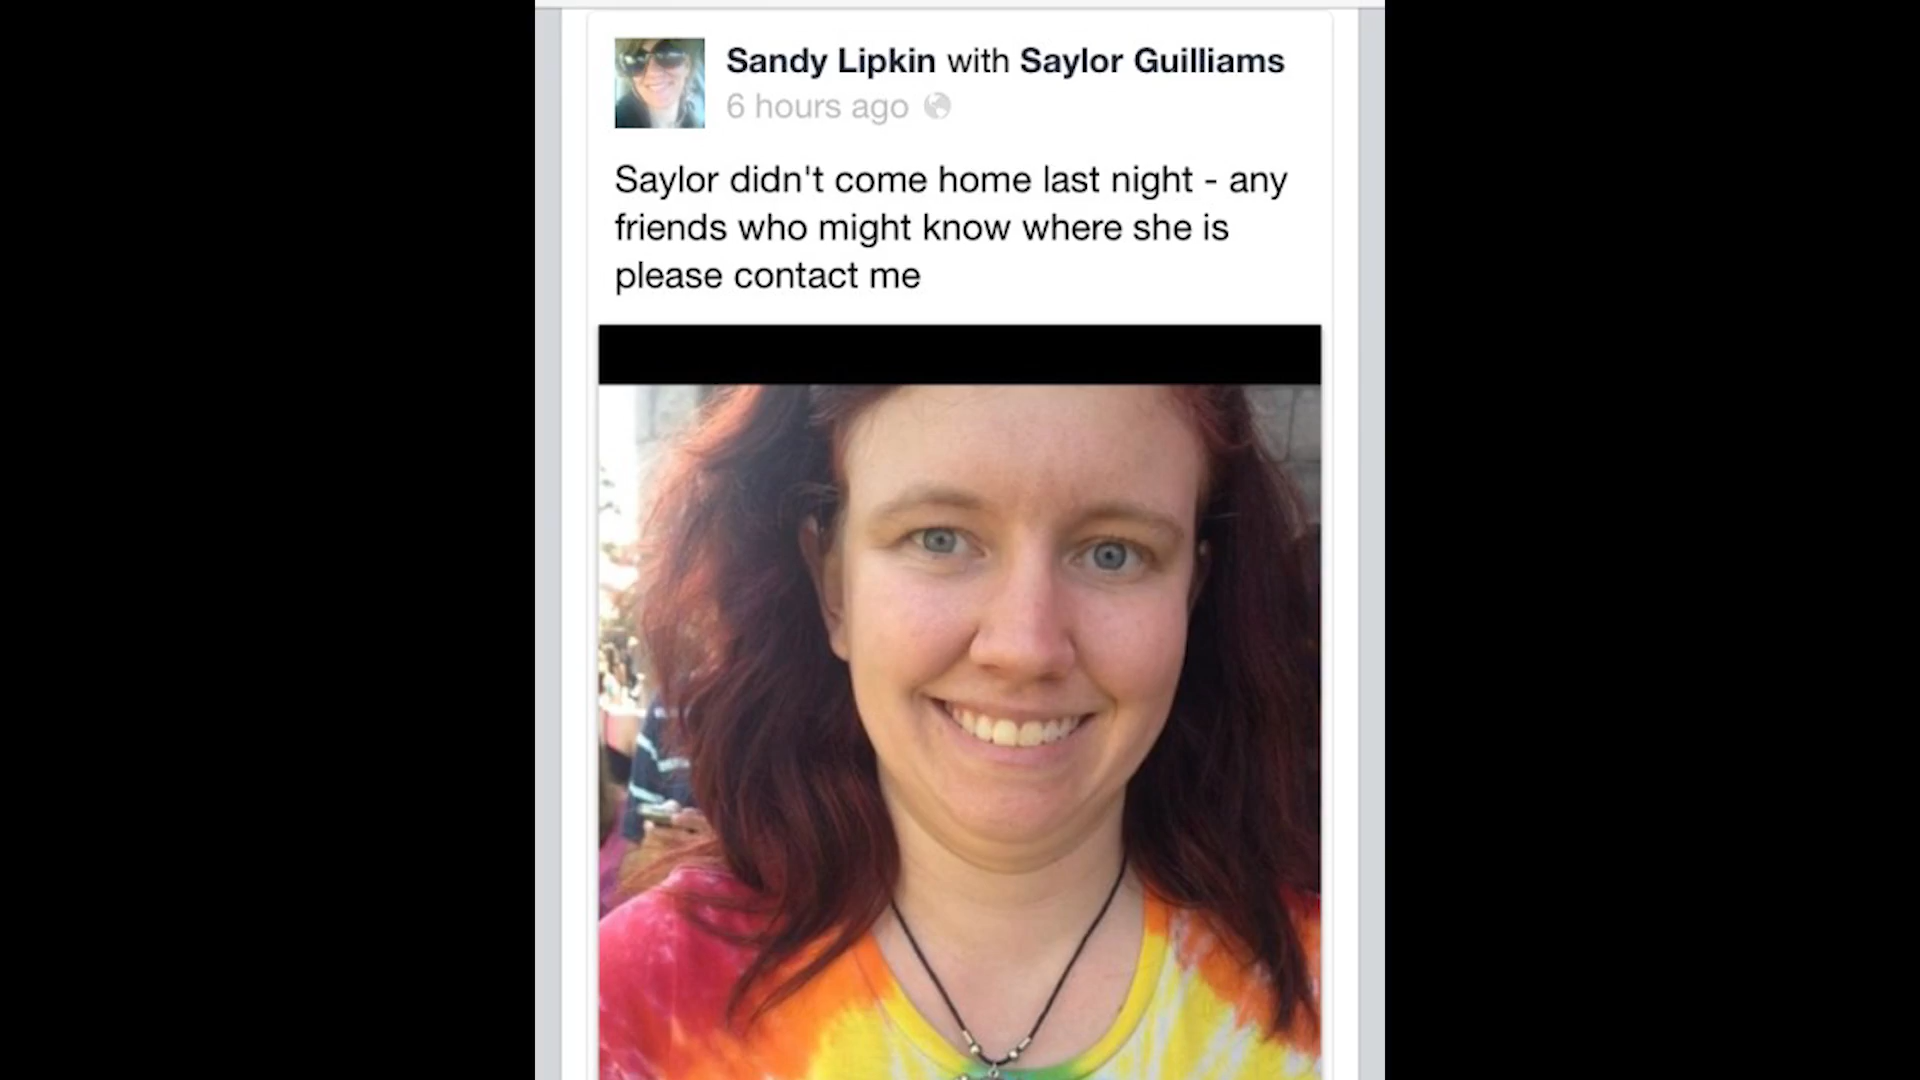 Sandy Lipkin with Saylor Guilliams
6 hours ago
Saylor didn't come home last night - any
friends who might know where she is
please contact me